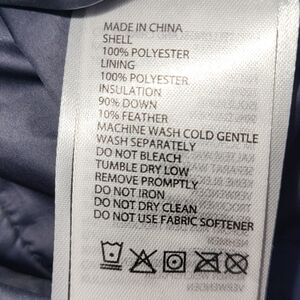 MADE IN CHINA
SHELL
100% POLYESTER
LINING
100% POLYESTER
INSULATION
90% DOWN
10% FEATHER
MACHINE WASH COLD GENTLE
WASH SEPARATELY
DO NOT BLEACH
TUMBLE DRY LOW
REMOVE PROMPTLY
DO NOT IRON
DO NOT DRY CLEAN
DO NOT USE FABRIC SOFTENER